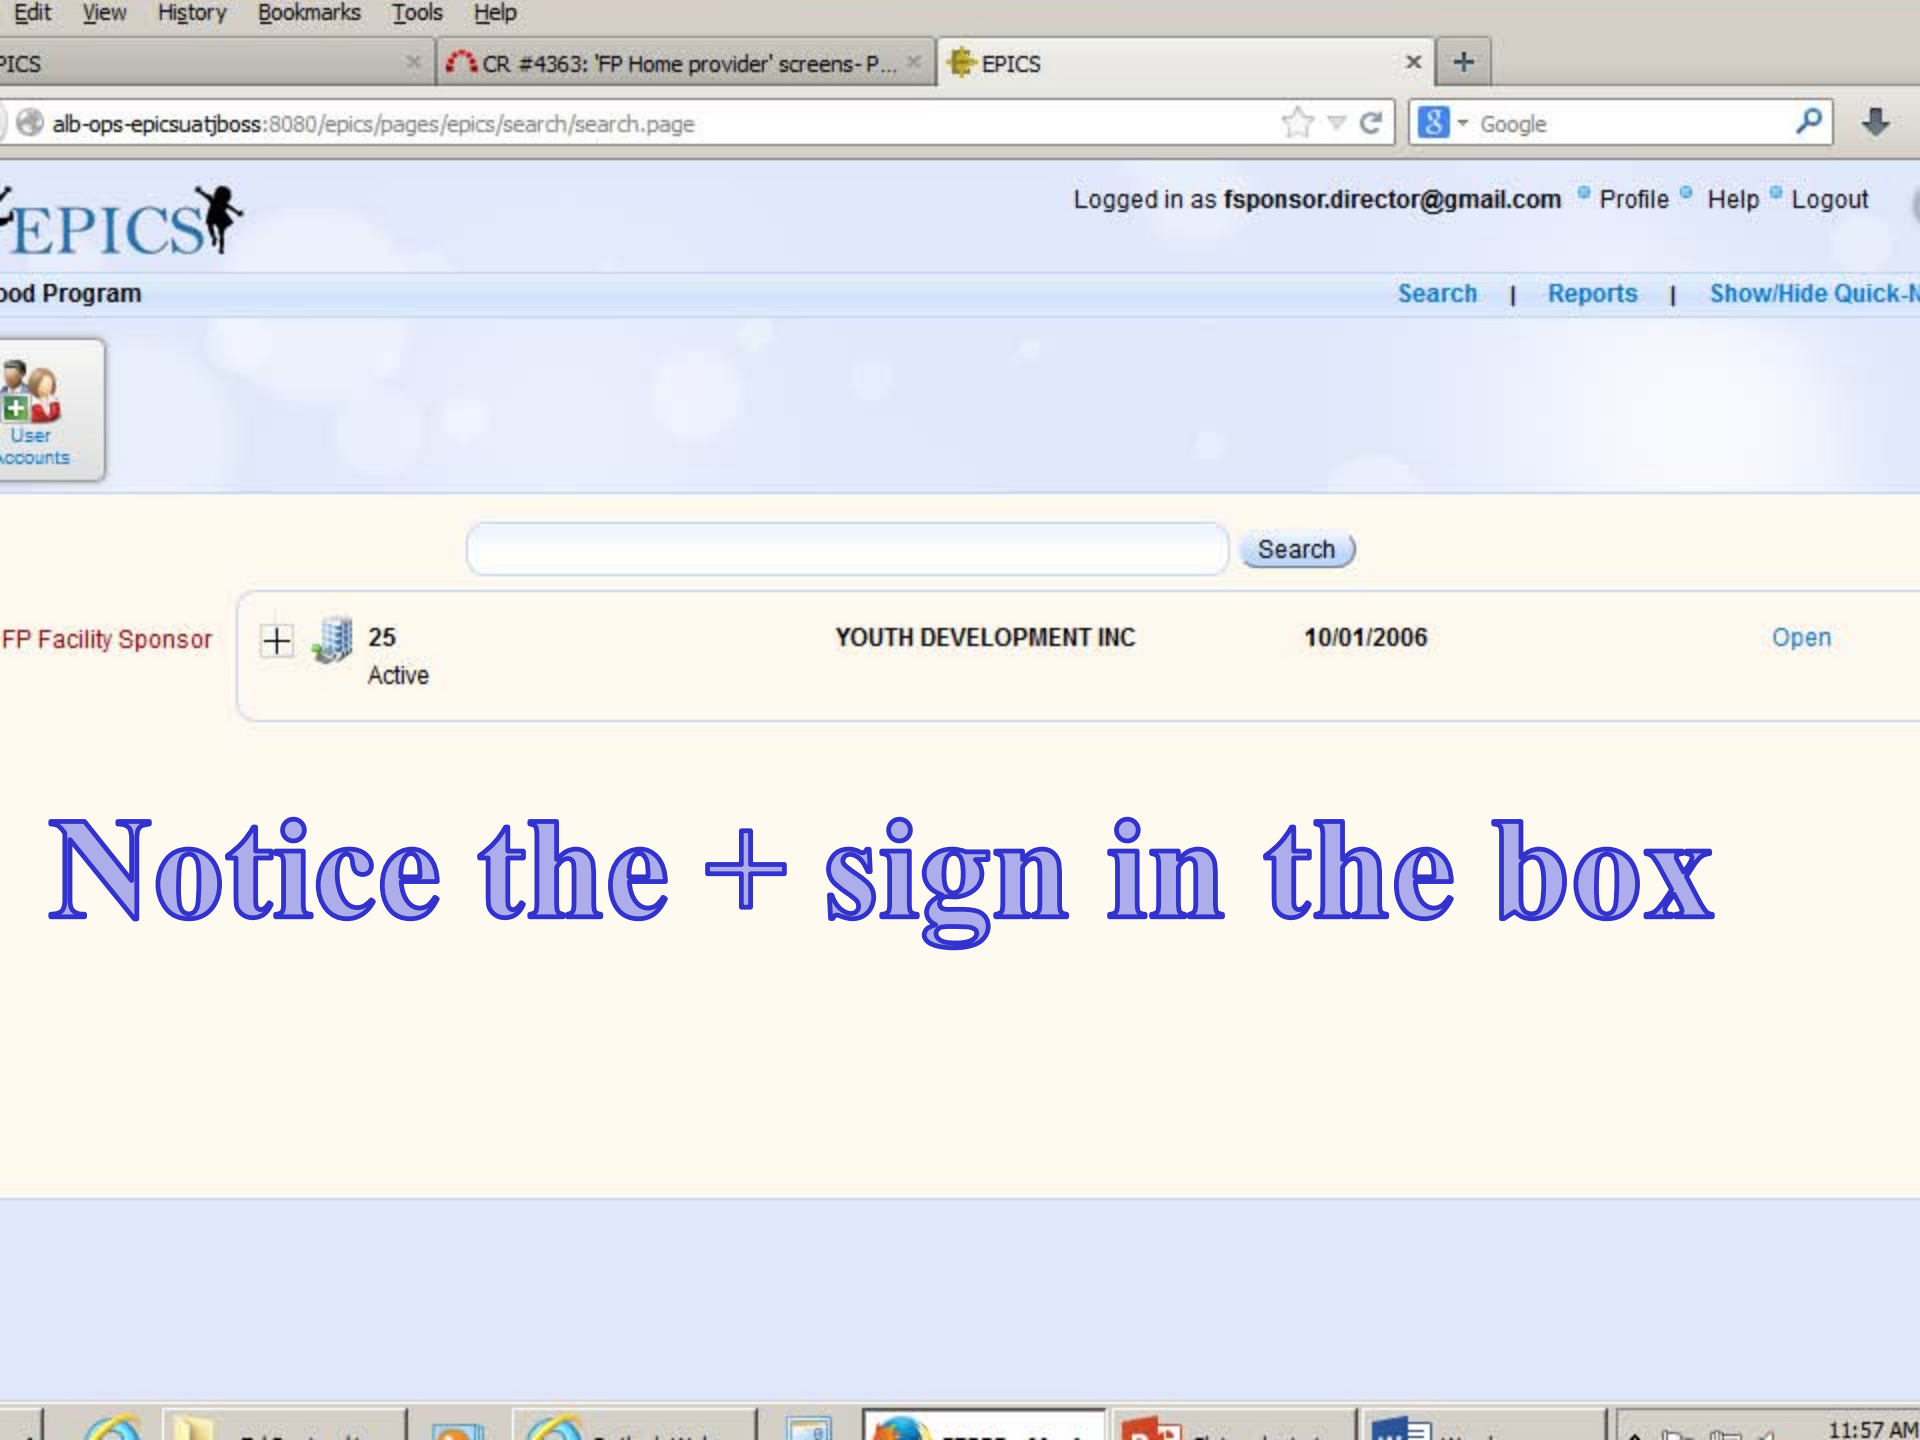 Edit View History Bookmarks Tools Help
PICS CR #4363: 'FP Home provider' screens- P... EPICS
alb-ops-epicsuatjboss:8080/epics/pages/epics/search/search.page Google
EPICS Logged in as fsponsor.director@gmail.com Profile Help Logout
ood Program Search | Reports | Show/Hide Quick-N
User
Accounts
Search
FP Facility Sponsor 25 YOUTH DEVELOPMENT INC 10/01/2006 Open
Active
Notice the + sign in the box
11:57 AM